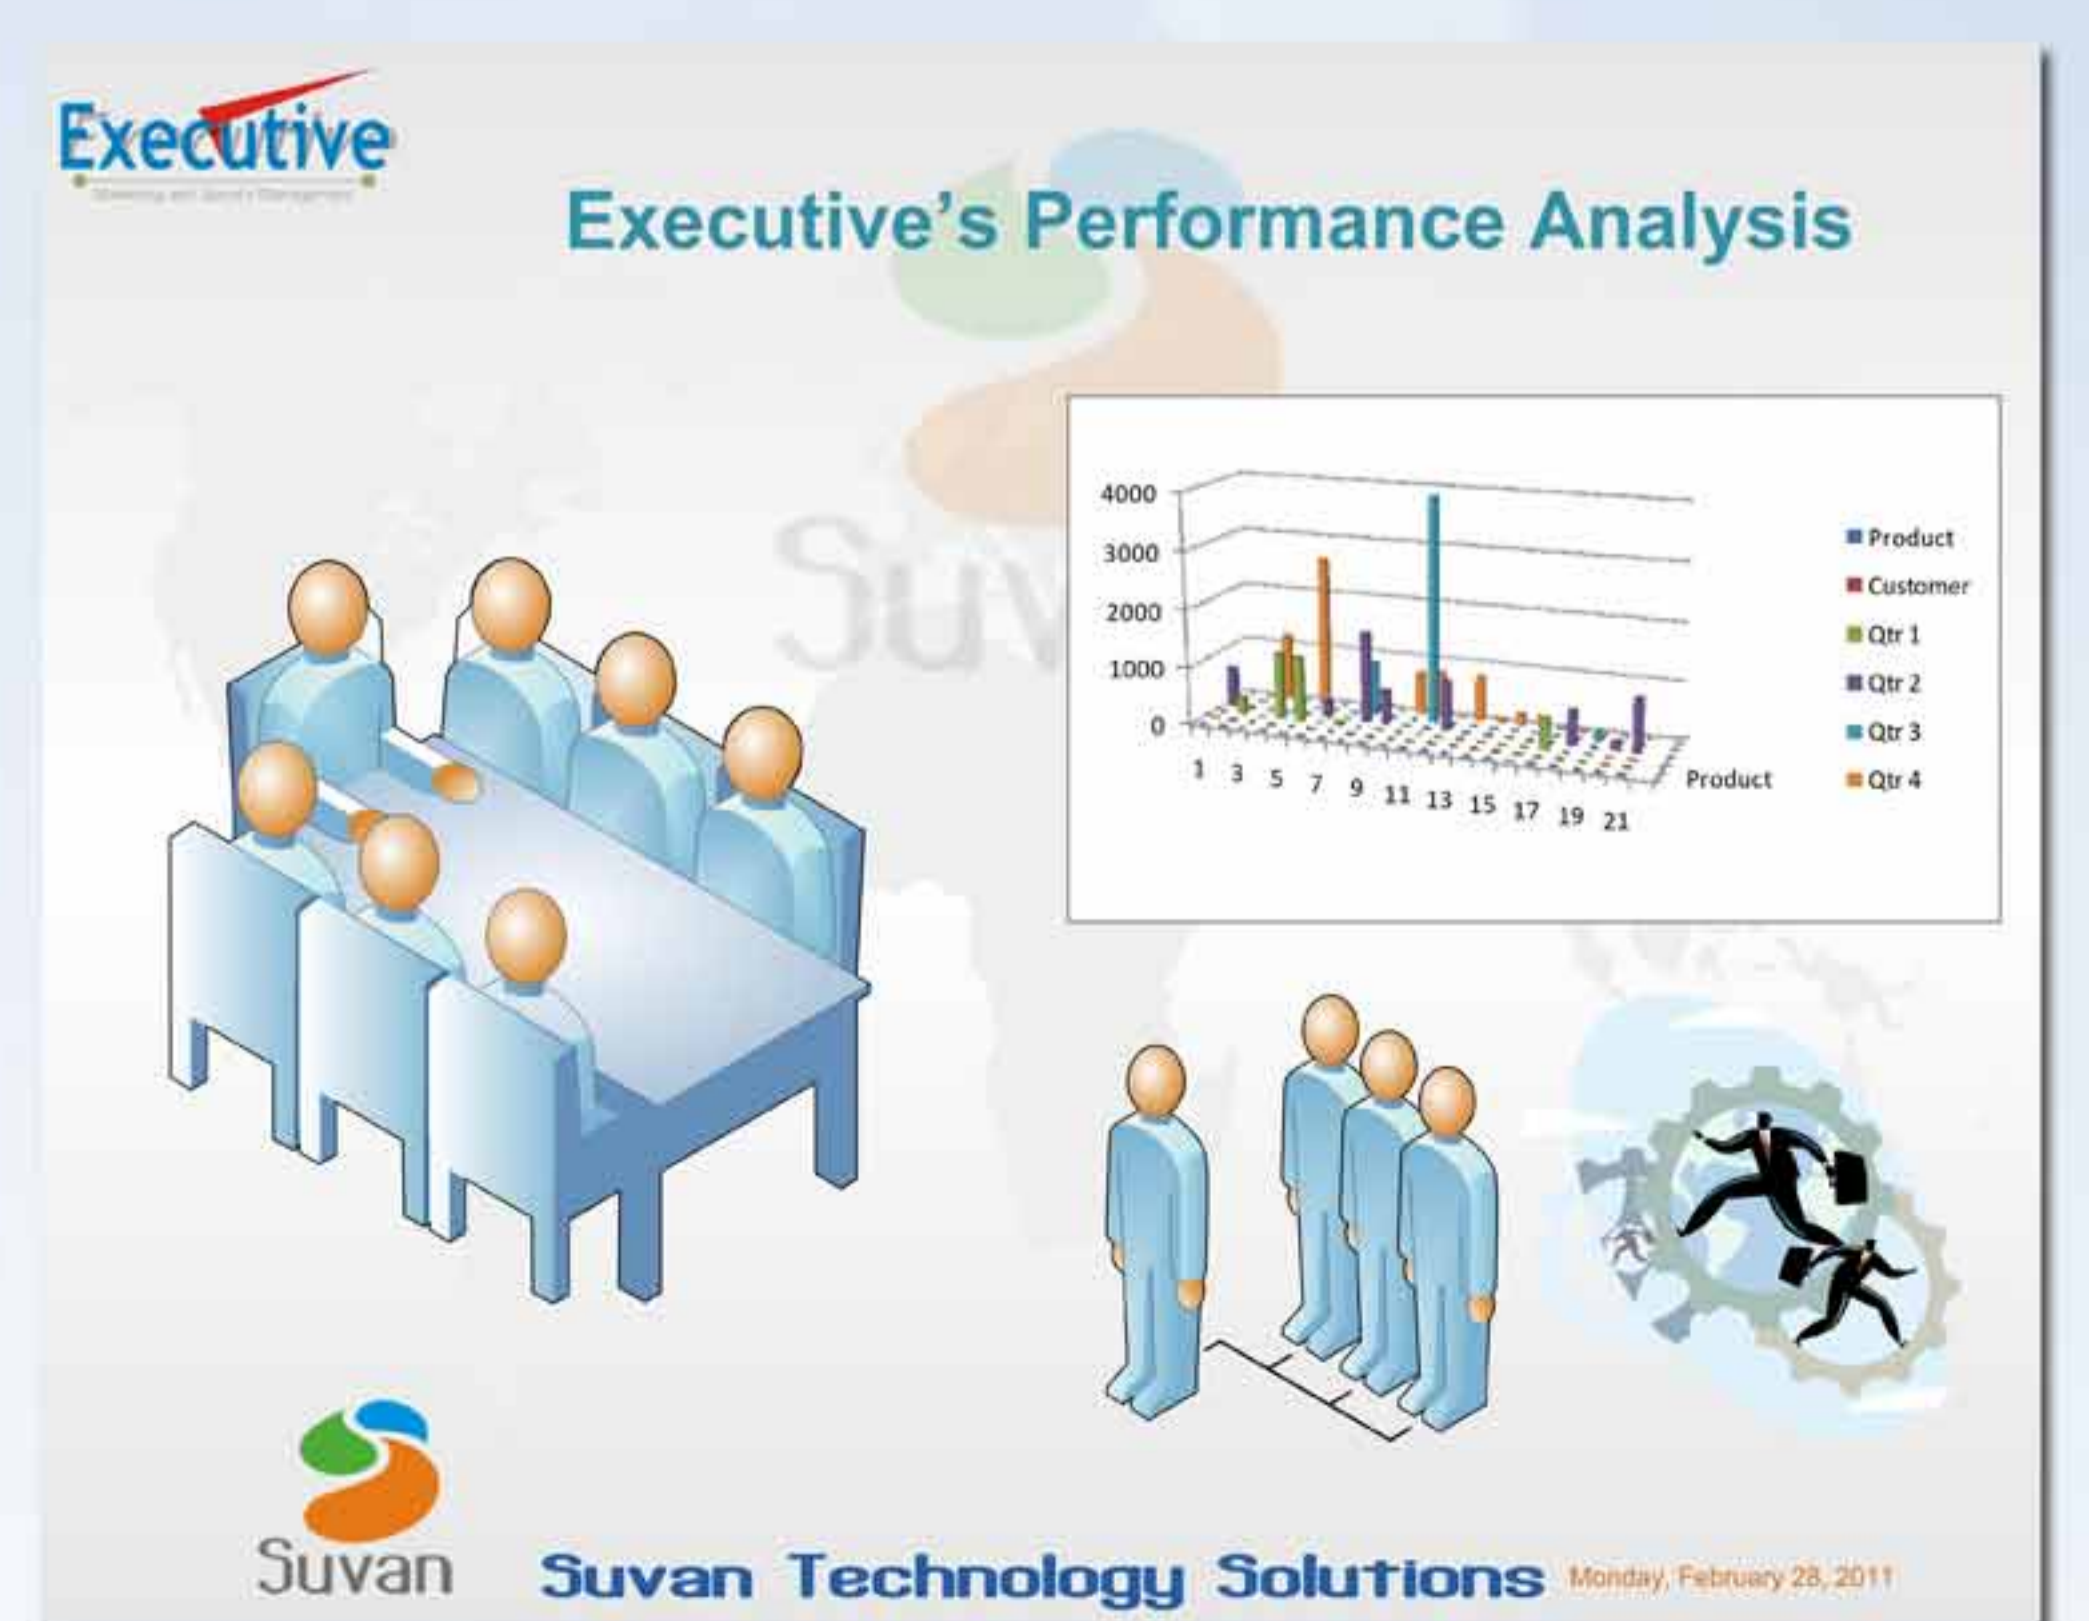 Executive
Executive's Performance Analysis
4000
3000
2000
1000
0
1 3 5 7 9 11 13 15 17 19 21
Product
Product
Customer
Qtr 1
Qtr 2
Qtr 3
Qtr 4
Suvan
Suvan Technology Solutions
Monday, February 28, 2011